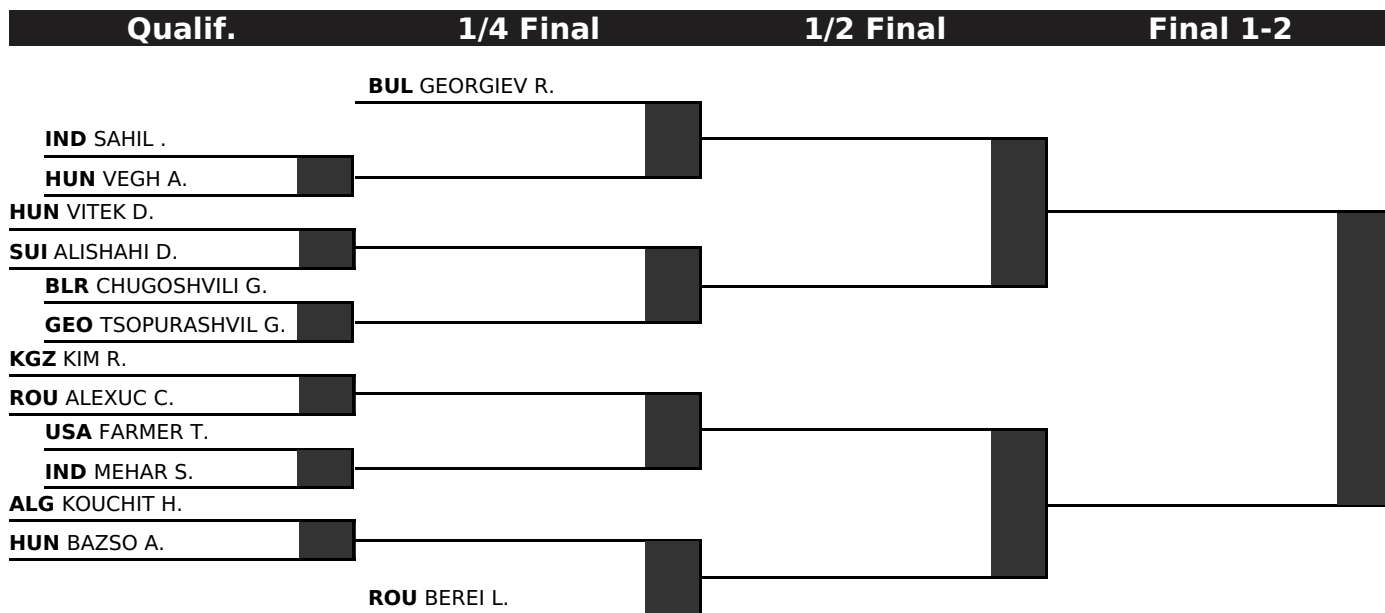 Qualif. 1/4 Final 1/2 Final Final 1-2
BUL GEORGIEV R.
IND SAHIL .
HUN VEGH A.
HUN VITEK D.
SUI ALISHAHI D.
BLR CHUGOSHVILI G.
GEO TSOPURASHVIL G.
KGZ KIM R.
ROU ALEXUC C.
USA FARMER T.
IND MEHAR S.
ALG KOUCHIT H.
HUN BAZSO A.
ROU BEREI L.